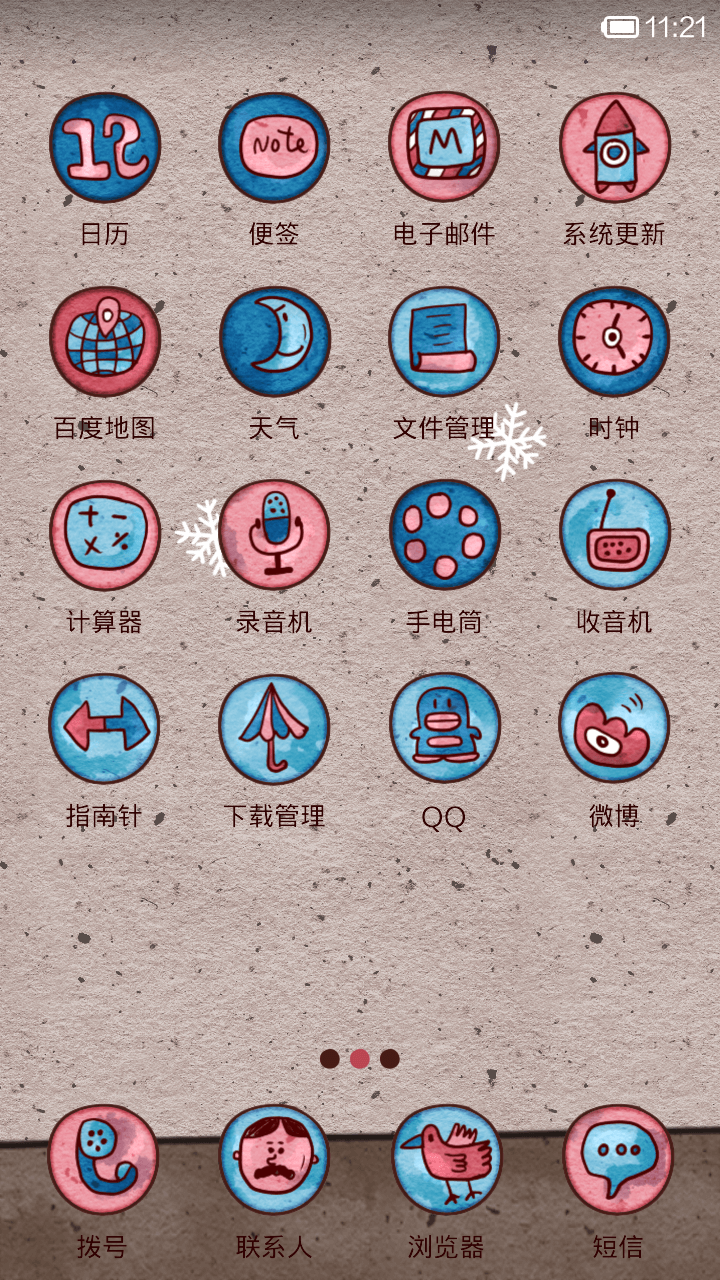 11:21
12
Note
M
日历 便签 电子邮件 系统更新
百度地图 天气 文件管理 时钟
+ −
× %
计算器 录音机 手电筒 收音机
指南针 下载管理 QQ 微博
拨号 联系人 浏览器 短信